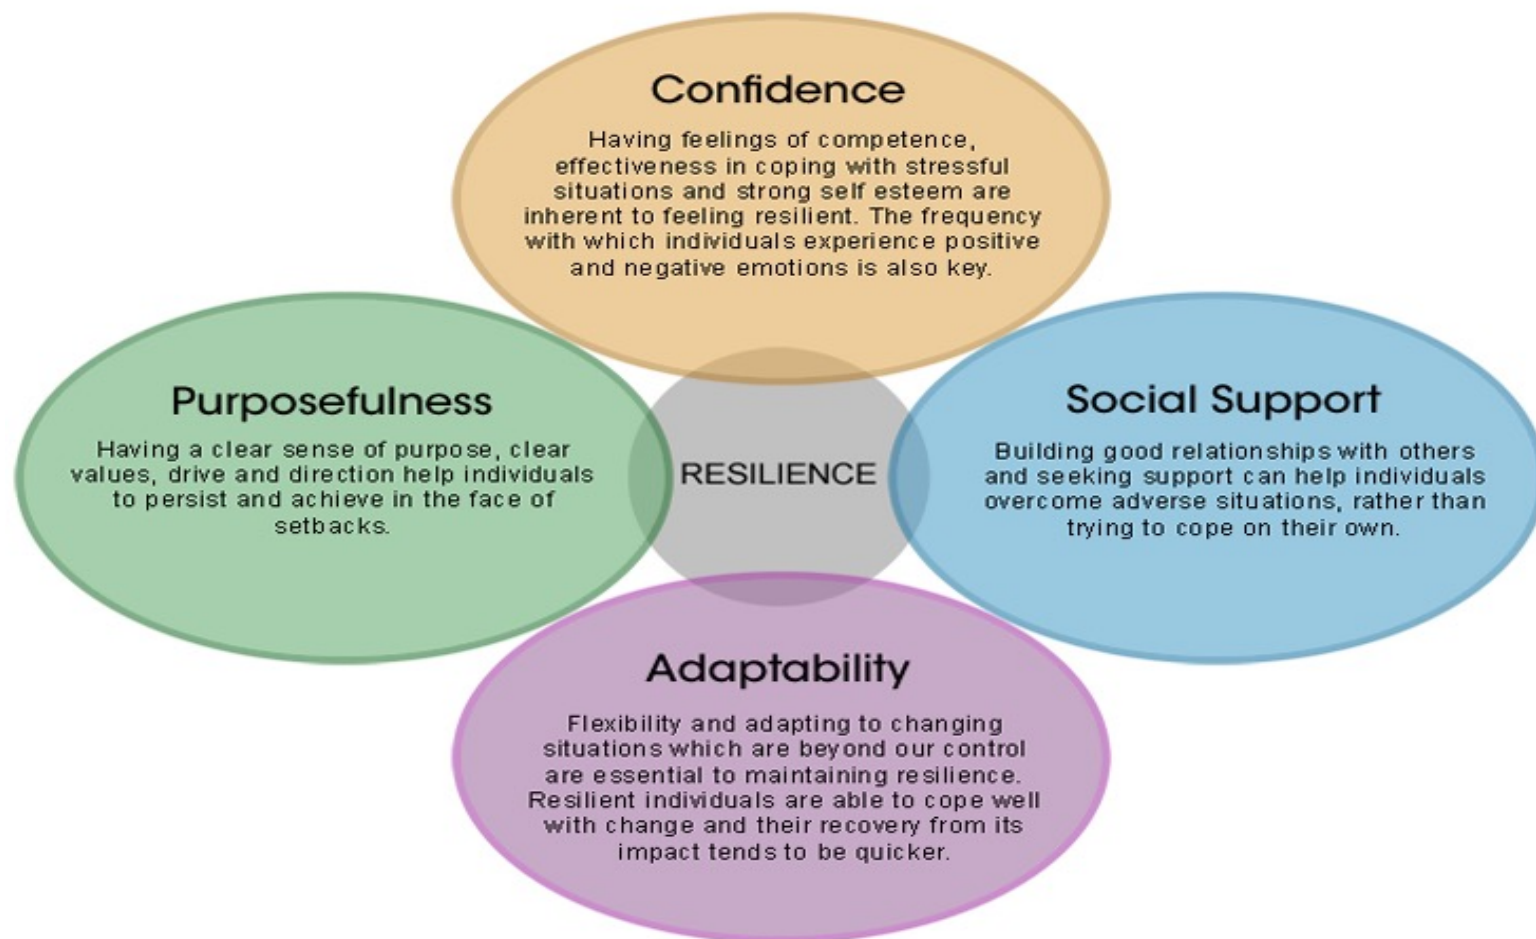 Confidence
Having feelings of competence,
effectiveness in coping with stressful
situations and strong self esteem are
inherent to feeling resilient. The frequency
with which individuals experience positive
and negative emotions is also key.
Purposefulness
Having a clear sense of purpose, clear
values, drive and direction help individuals
to persist and achieve in the face of
setbacks.
RESILIENCE
Social Support
Building good relationships with others
and seeking support can help individuals
overcome adverse situations, rather than
trying to cope on their own.
Adaptability
Flexibility and adapting to changing
situations which are beyond our control
are essential to maintaining resilience.
Resilient individuals are able to cope well
with change and their recovery from its
impact tends to be quicker.